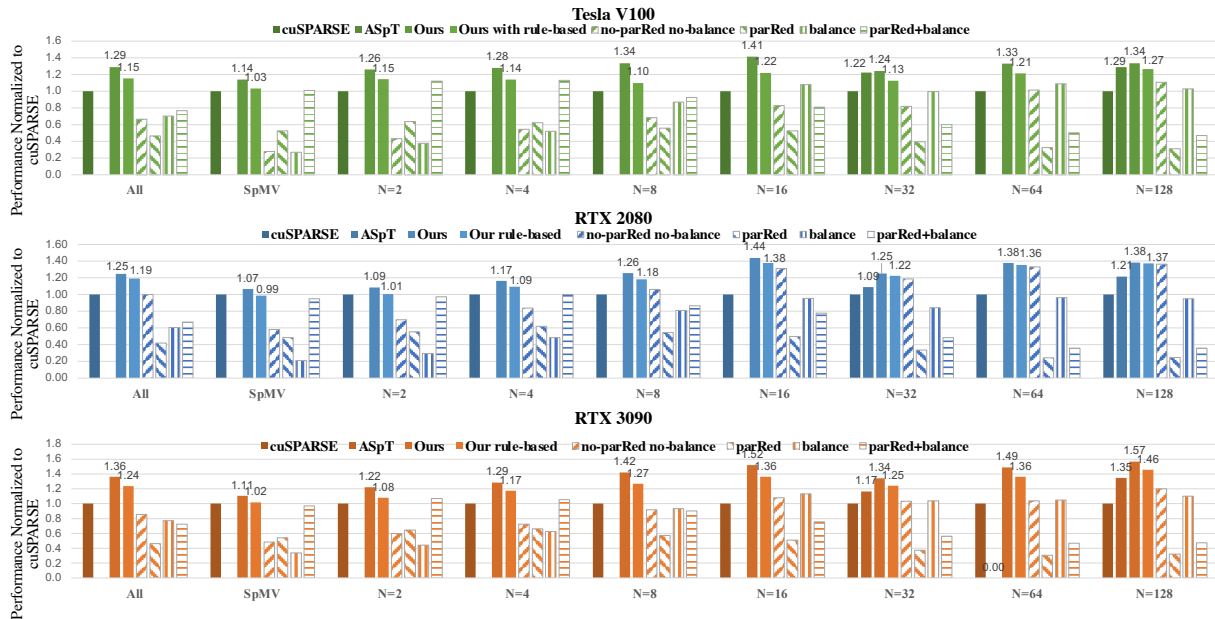 Tesla V100
cuSPARSE ASpT Ours Ours with rule-based no-parRed no-balance parRed balance parRed+balance
Performance Normalized to cuSPARSE
1.6
1.4
1.2
1.0
0.8
0.6
0.4
0.2
0.0
1.29 1.15 1.14 1.03 1.26 1.15 1.28 1.14 1.34 1.10 1.41 1.22 1.22 1.24 1.13 1.33 1.21 1.29 1.34 1.27
All SpMV N=2 N=4 N=8 N=16 N=32 N=64 N=128
RTX 2080
cuSPARSE ASpT Ours Our rule-based no-parRed no-balance parRed balance parRed+balance
Performance Normalized to cuSPARSE
1.60
1.40
1.20
1.00
0.80
0.60
0.40
0.20
0.00
1.25 1.19 1.07 0.99 1.09 1.01 1.17 1.09 1.26 1.18 1.44 1.38 1.09 1.25 1.22 1.38 1.36 1.21 1.38 1.37
All SpMV N=2 N=4 N=8 N=16 N=32 N=64 N=128
RTX 3090
cuSPARSE ASpT Ours Our rule-based no-parRed no-balance parRed balance parRed+balance
Performance Normalized to cuSPARSE
1.8
1.6
1.4
1.2
1.0
0.8
0.6
0.4
0.2
0.0
1.36 1.24 1.11 1.02 1.22 1.08 1.29 1.17 1.42 1.27 1.52 1.36 1.17 1.34 1.25 0.00 1.49 1.36 1.35 1.57 1.46
All SpMV N=2 N=4 N=8 N=16 N=32 N=64 N=128